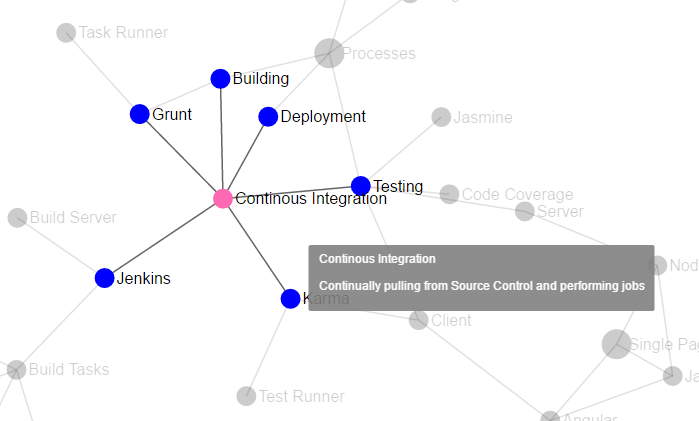 Task Runner
Processes
Building
Grunt
Deployment
Jasmine
Testing
Code Coverage
Continous Integration
Server
Build Server
Continous Integration
Continually pulling from Source Control and performing jobs
Jenkins
Karma
Client
Build Tasks
Test Runner
Angular